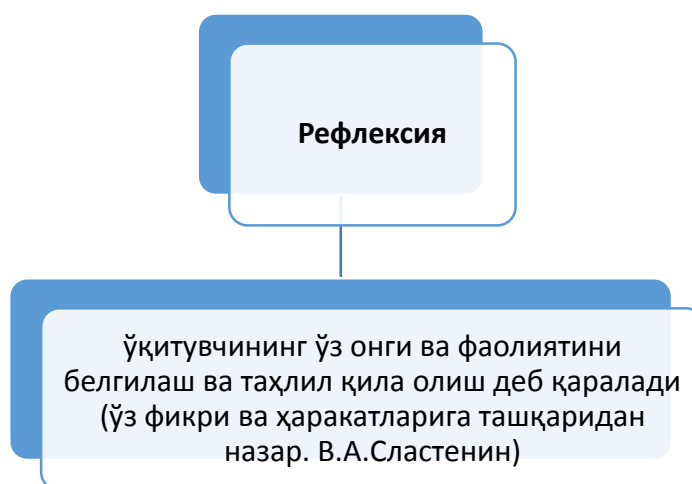 Рефлексия
ўқитувчининг ўз онги ва фаолиятини
белгилаш ва таҳлил қила олиш деб қаралади
(ўз фикри ва ҳаракатларига ташқаридан
назар. В.А.Сластенин)